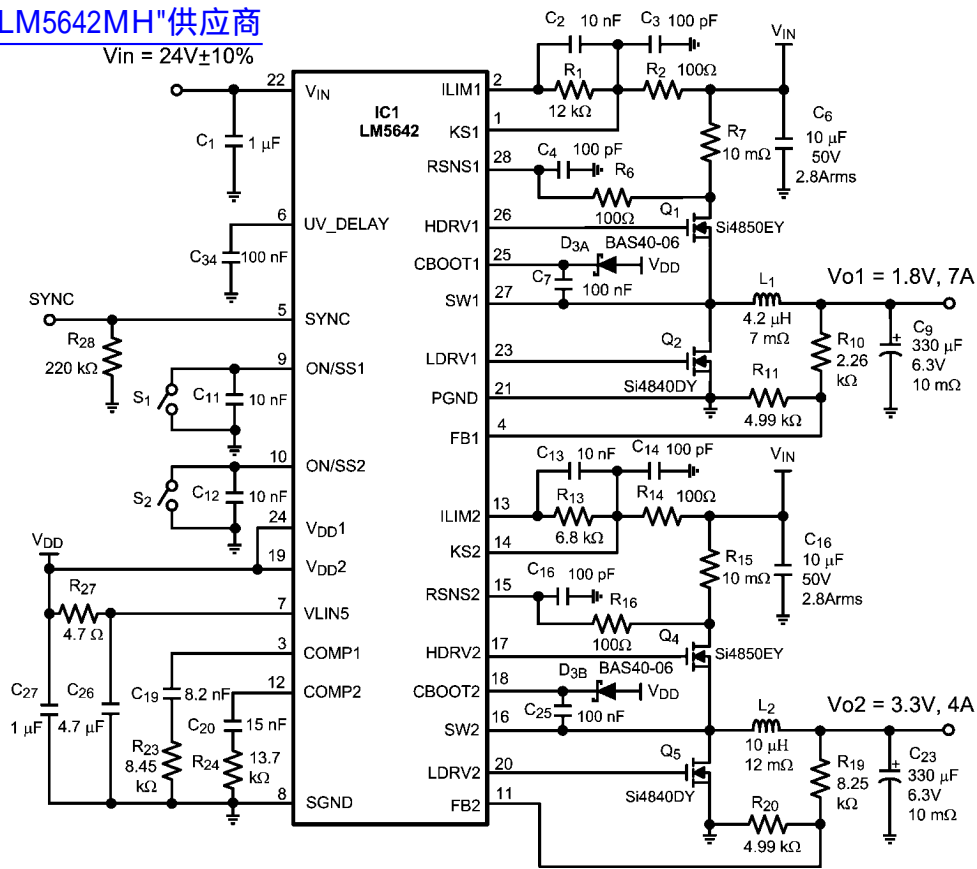 LM5642MH"供应商
Vin = 24V±10%
22
VIN
C1
1 µF
6
UV_DELAY
C34
100 nF
SYNC
5
SYNC
R28
220 kΩ
9
ON/SS1
S1
C11
10 nF
10
ON/SS2
S2
C12
10 nF
24
VDD1
VDD
19
VDD2
R27
4.7 Ω
7
VLIN5
3
COMP1
12
COMP2
C27
1 µF
C26
4.7 µF
C19
8.2 nF
C20
15 nF
R23
8.45
kΩ
R24
13.7
kΩ
8
SGND
IC1
LM5642
ILIM1
2
KS1
1
RSNS1
28
HDRV1
26
CBOOT1
25
SW1
27
LDRV1
23
PGND
21
FB1
4
ILIM2
13
KS2
14
RSNS2
15
HDRV2
17
CBOOT2
18
SW2
16
LDRV2
20
FB2
11
C2
10 nF
C3
100 pF
R1
12 kΩ
R2
100Ω
VIN
C6
10 µF
50V
2.8Arms
R7
10 mΩ
C4
100 pF
R6
100Ω
Q1
Si4850EY
D3A
BAS40-06
VDD
C7
100 nF
L1
4.2 µH
7 mΩ
Vo1 = 1.8V, 7A
C9
+
330 µF
6.3V
10 mΩ
R10
2.26
kΩ
Q2
Si4840DY
R11
4.99 kΩ
C13
10 nF
C14
100 pF
R13
6.8 kΩ
R14
100Ω
VIN
C16
10 µF
50V
2.8Arms
R15
10 mΩ
C16
100 pF
R16
100Ω
Q4
Si4850EY
D3B
BAS40-06
VDD
C25
100 nF
L2
10 µH
12 mΩ
Vo2 = 3.3V, 4A
C23
+
330 µF
6.3V
10 mΩ
R19
8.25
kΩ
Q5
Si4840DY
R20
4.99 kΩ